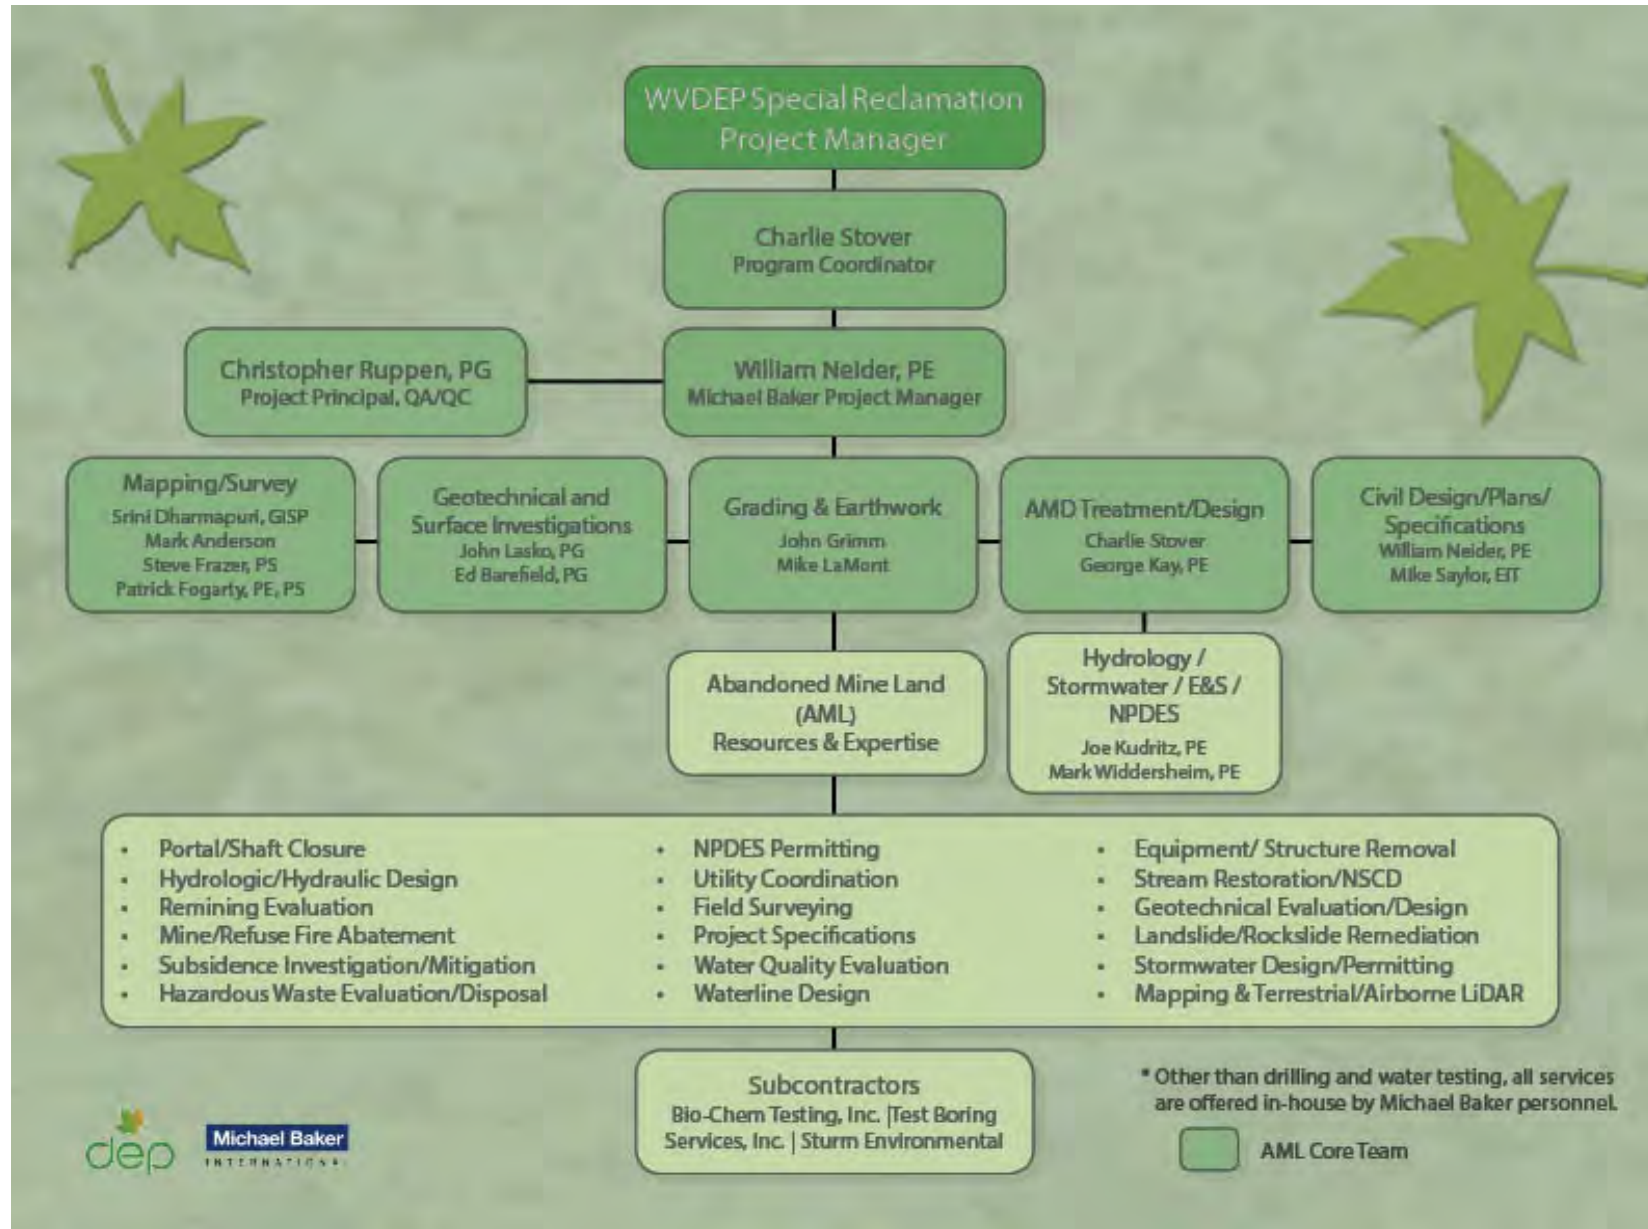 WVDEP Special Reclamation
Project Manager
Charlie Stover
Program Coordinator
Christopher Ruppen, PG
Project Principal, QA/QC
William Neider, PE
Michael Baker Project Manager
Mapping/Survey
Srini Dharmapuri, GISP
Mark Anderson
Steve Frazer, PS
Patrick Fogarty, PE, PS
Geotechnical and
Surface Investigations
John Lasko, PG
Ed Barefield, PG
Grading & Earthwork
John Grimm
Mike LaMont
AMD Treatment/Design
Charlie Stover
George Kay, PE
Civil Design/Plans/
Specifications
William Neider, PE
Mike Saylor, EIT
Abandoned Mine Land
(AML)
Resources & Expertise
Hydrology /
Stormwater / E&S /
NPDES
Joe Kudritz, PE
Mark Widdersheim, PE
• Portal/Shaft Closure
• Hydrologic/Hydraulic Design
• Remining Evaluation
• Mine/Refuse Fire Abatement
• Subsidence Investigation/Mitigation
• Hazardous Waste Evaluation/Disposal
• NPDES Permitting
• Utility Coordination
• Field Surveying
• Project Specifications
• Water Quality Evaluation
• Waterline Design
• Equipment/ Structure Removal
• Stream Restoration/NSCD
• Geotechnical Evaluation/Design
• Landslide/Rockslide Remediation
• Stormwater Design/Permitting
• Mapping & Terrestrial/Airborne LiDAR
Subcontractors
Bio-Chem Testing, Inc. |Test Boring
Services, Inc. | Sturm Environmental
* Other than drilling and water testing, all services
are offered in-house by Michael Baker personnel.
AML Core Team
dep
Michael Baker
INTERNATIONAL